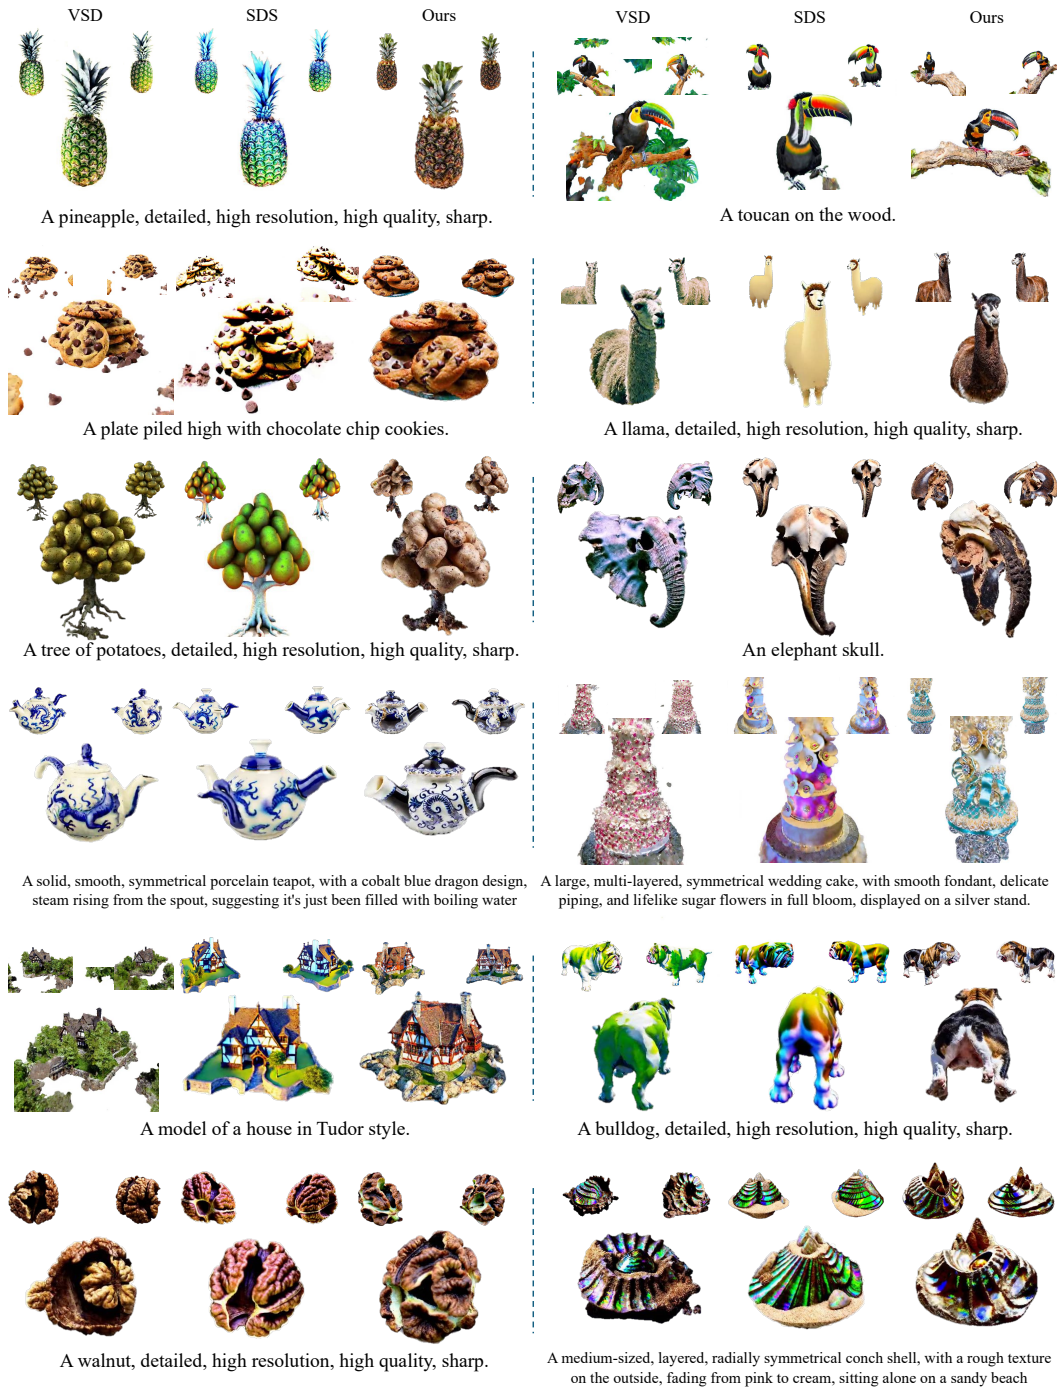 VSD SDS Ours
VSD SDS Ours
A pineapple, detailed, high resolution, high quality, sharp.
A toucan on the wood.
A plate piled high with chocolate chip cookies.
A llama, detailed, high resolution, high quality, sharp.
A tree of potatoes, detailed, high resolution, high quality, sharp.
An elephant skull.
A solid, smooth, symmetrical porcelain teapot, with a cobalt blue dragon design,
steam rising from the spout, suggesting it's just been filled with boiling water
A large, multi-layered, symmetrical wedding cake, with smooth fondant, delicate
piping, and lifelike sugar flowers in full bloom, displayed on a silver stand.
A model of a house in Tudor style.
A bulldog, detailed, high resolution, high quality, sharp.
A walnut, detailed, high resolution, high quality, sharp.
A medium-sized, layered, radially symmetrical conch shell, with a rough texture
on the outside, fading from pink to cream, sitting alone on a sandy beach